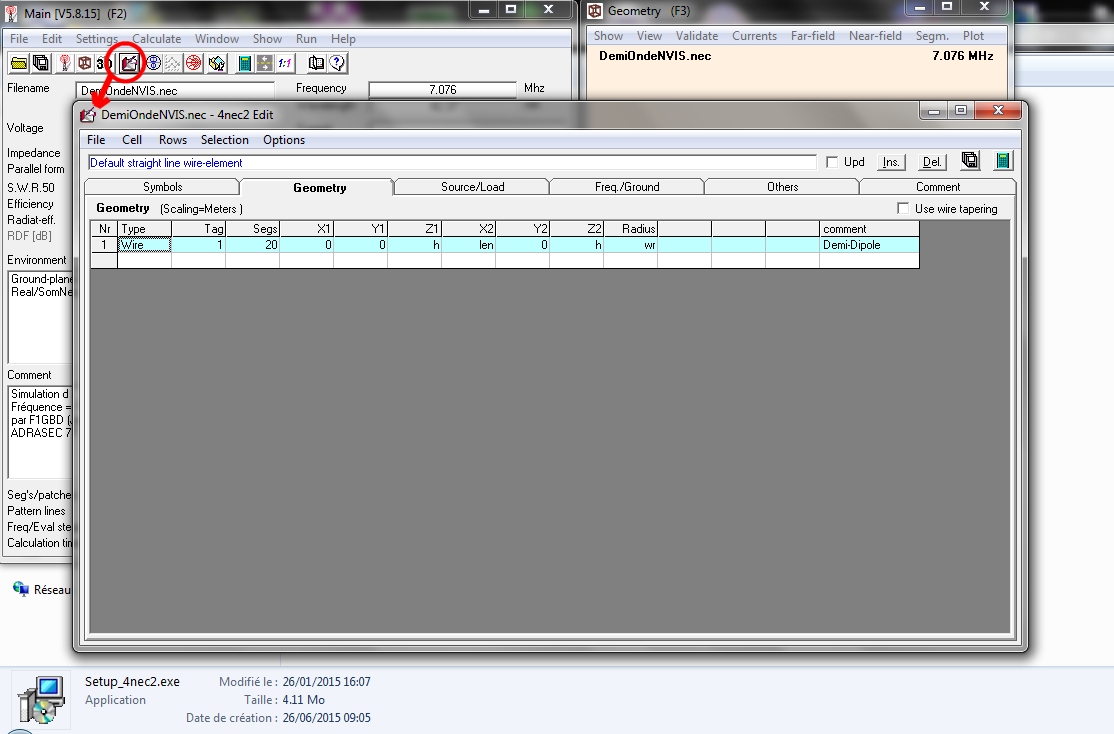 Main [V5.8.15] (F2)
File Edit Settings Calculate Window Show Run Help
3D
1:1
Filename DemiOndeNVIS.nec Frequency 7.076 Mhz
Voltage
Impedance
Parallel form
S.W.R.50
Efficiency
Radiat-eff.
RDF [dB]
Environment
Ground-plane
Real/SomNe
Comment
Simulation d
Fréquence =
par F1GBD
ADRASEC 7
Seg's/patche
Pattern lines
Freq/Eval ste
Calculation tim
Geometry (F3)
Show View Validate Currents Far-field Near-field Segm. Plot
DemiOndeNVIS.nec 7.076 MHz
DemiOndeNVIS.nec - 4nec2 Edit
File Cell Rows Selection Options
Default straight line wire-element Upd Ins. Del.
Symbols Geometry Source/Load Freq./Ground Others Comment
Geometry (Scaling=Meters ) Use wire tapering
Nr Type Tag Segs X1 Y1 Z1 X2 Y2 Z2 Radius comment
1 Wire 1 20 0 0 h len 0 h wr Demi-Dipole
Réseau
Setup_4nec2.exe Modifié le : 26/01/2015 16:07
Application Taille : 4.11 Mo
Date de création : 26/06/2015 09:05